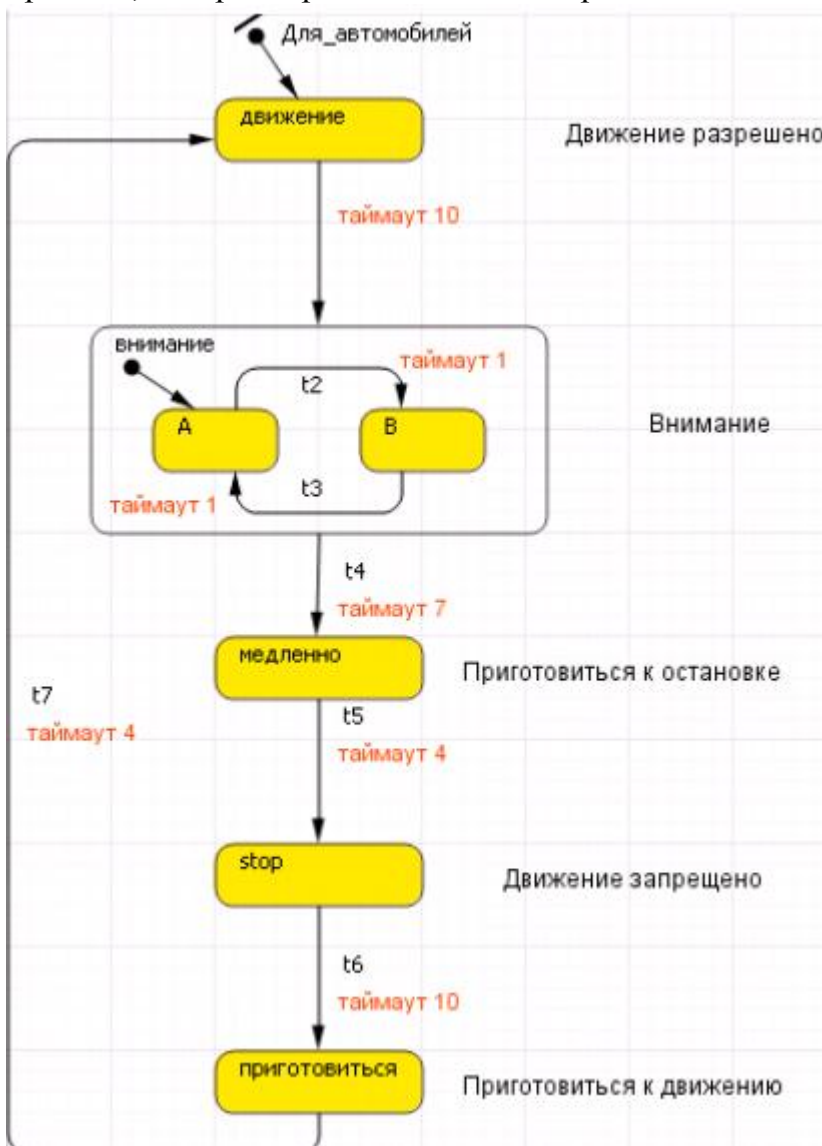 Для_автомобилей
движение
Движение разрешено
таймаут 10
внимание
таймаут 1
t2
A
B
Внимание
t3
таймаут 1
t4
таймаут 7
медленно
Приготовиться к остановке
t7
t5
таймаут 4
таймаут 4
stop
Движение запрещено
t6
таймаут 10
приготовиться
Приготовиться к движению